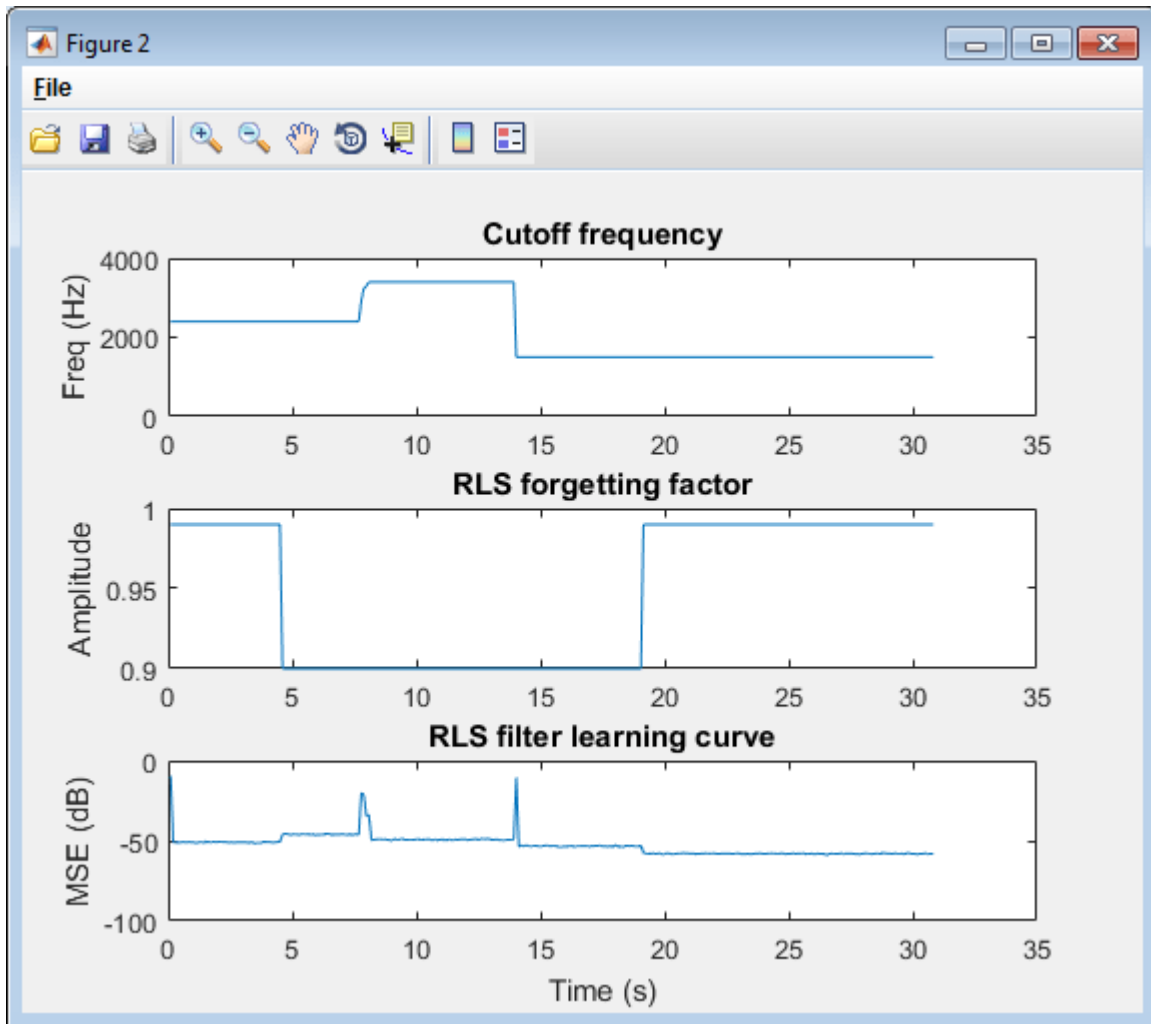 Figure 2
File
Cutoff frequency
Freq (Hz)
4000
2000
0
0 5 10 15 20 25 30 35
RLS forgetting factor
Amplitude
1
0.95
0.9
0 5 10 15 20 25 30 35
RLS filter learning curve
MSE (dB)
0
-50
-100
0 5 10 15 20 25 30 35
Time (s)